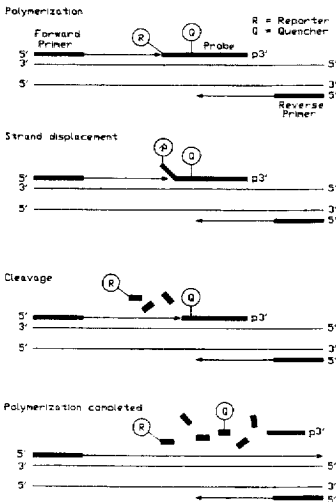 Polymerization
Forward Primer
R
Q
Probe
R = Reporter
Q = Quencher
5'
p3'
3'
5'
5'
3'
5'
Reverse Primer
Strand displacement
R
Q
5'
p3'
3'
5'
5'
3'
5'
Cleavage
R
Q
5'
p3'
3'
5'
5'
3'
5'
Polymerization completed
R
Q
p3'
5'
3'
3'
5'
5'
3'
5'